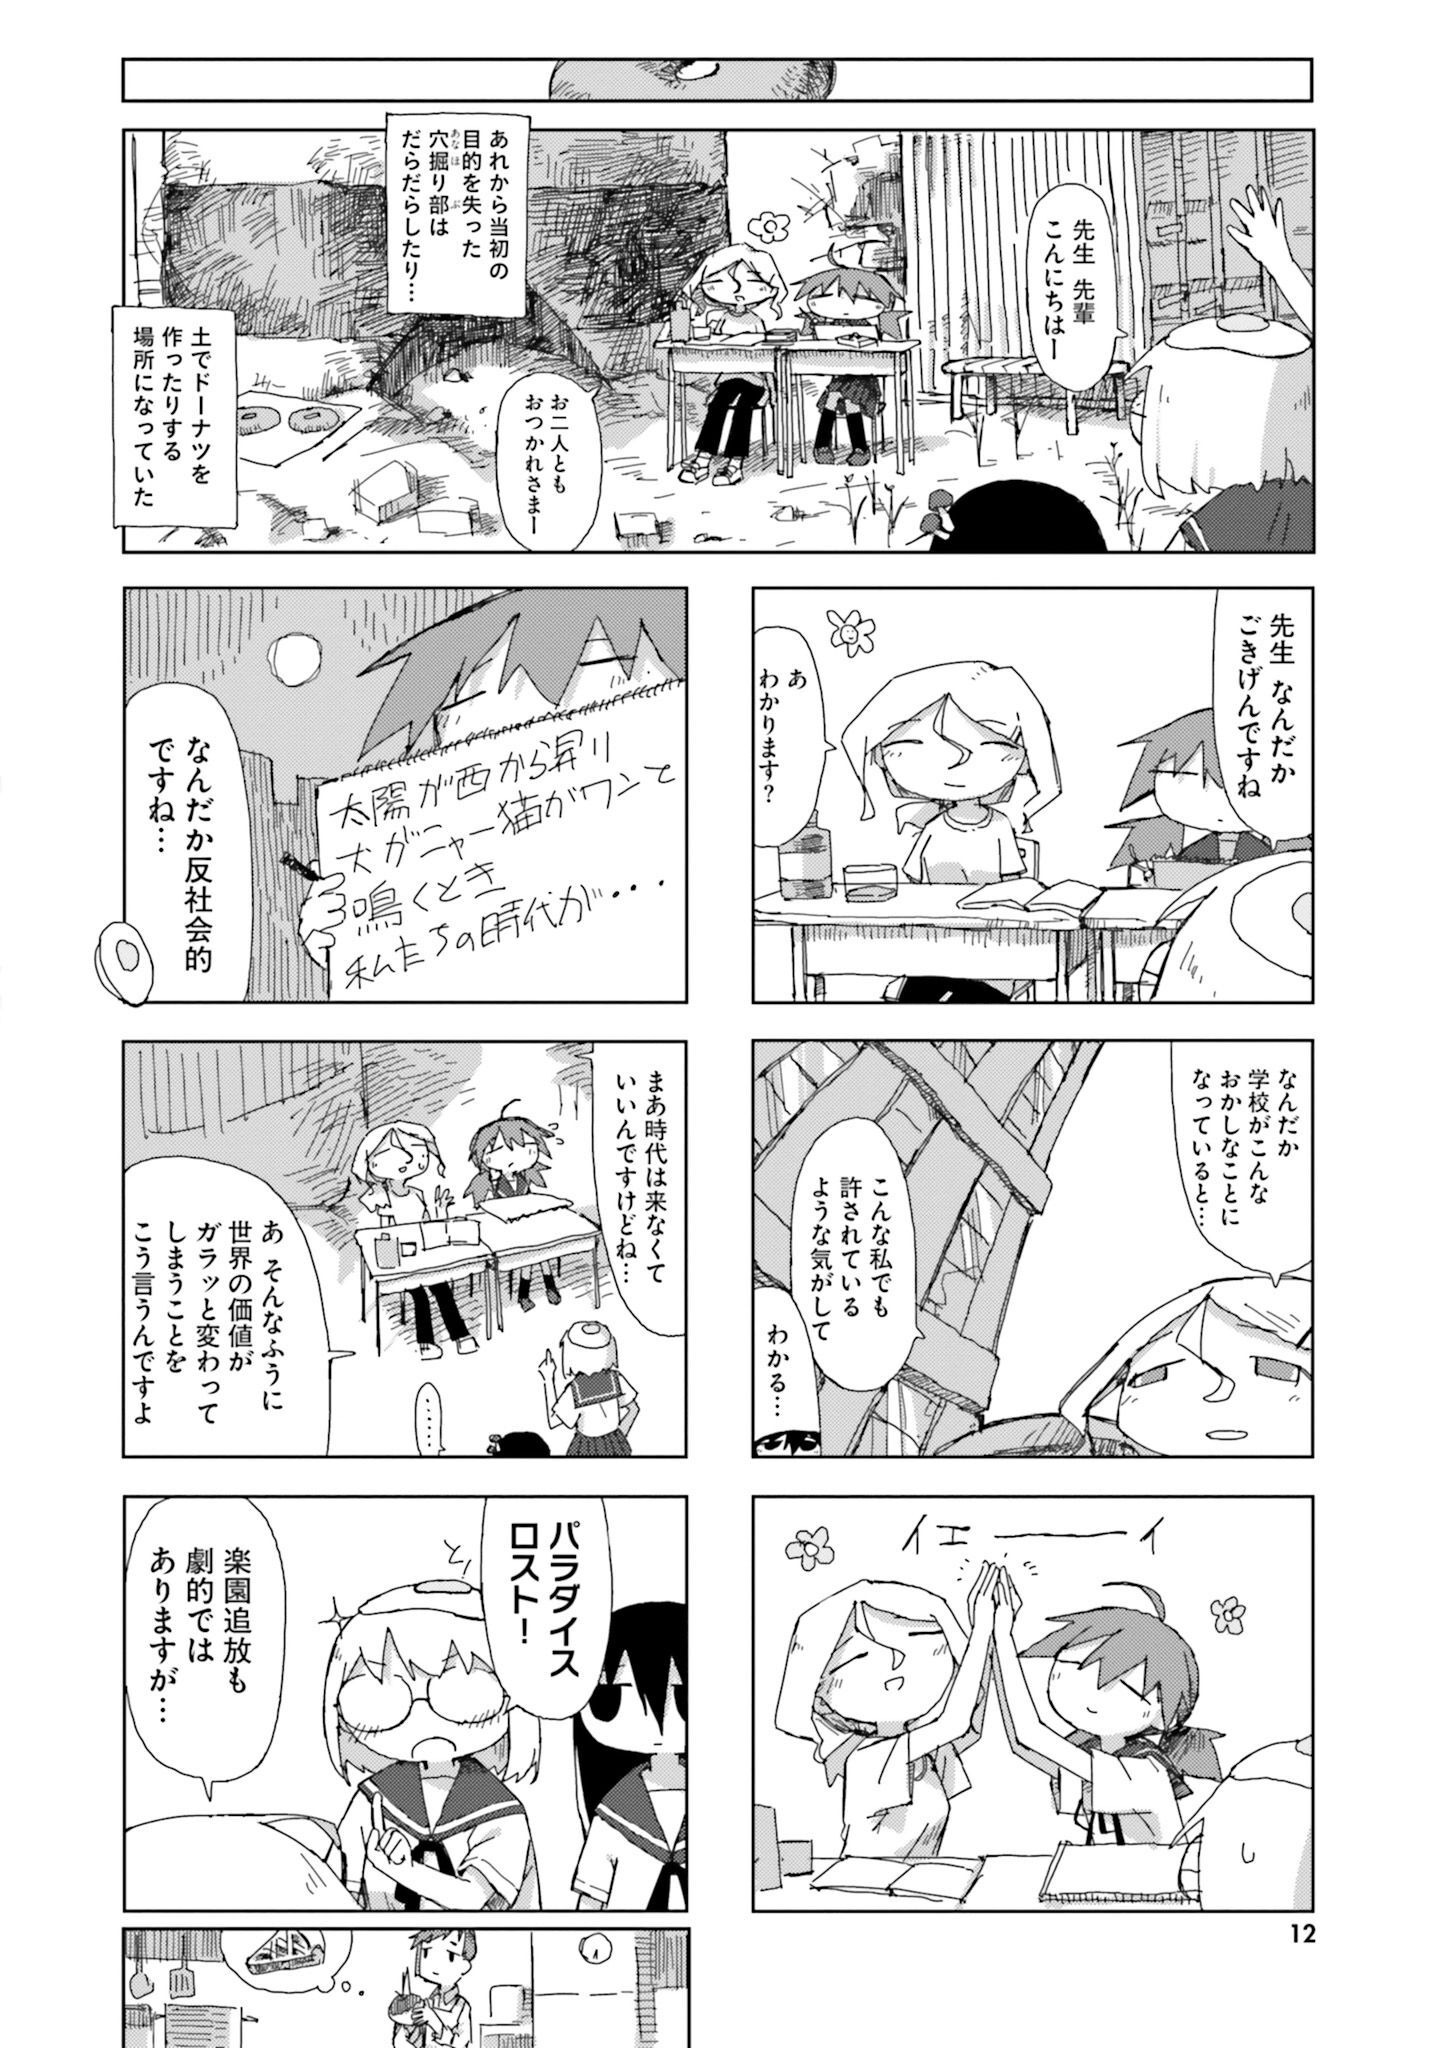 あれから当初の
目的を失った
穴掘り部は
あなほ
ぶ
だらだらしたり…
土でドーナツを
作ったりする
場所になっていた
先生 先輩
こんにちはー
お二人とも
おつかれさまー
先生 なんだか
ごきげんですね
あ
わかります?
なんだか
学校がこんな
おかしなことに
なっていると…
こんな私でも
許されている
ような気がして
わかる…
イエーーーイ
太陽が西から昇り
犬がニャー猫がワンと
鳴くとき
私たちの時代が・・・
なんだか反社会的
ですね…
まあ時代は来なくて
いいんですけどね…
あ そんなふうに
世界の価値が
ガラッと変わって
しまうことを
こう言うんですよ
……
パラダイス
ロスト!
と!
楽園追放も
劇的では
ありますが…
12